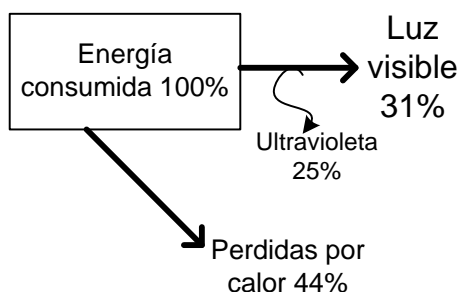 Energía
consumida 100%
Luz
visible
31%
Ultravioleta
25%
Perdidas por
calor 44%